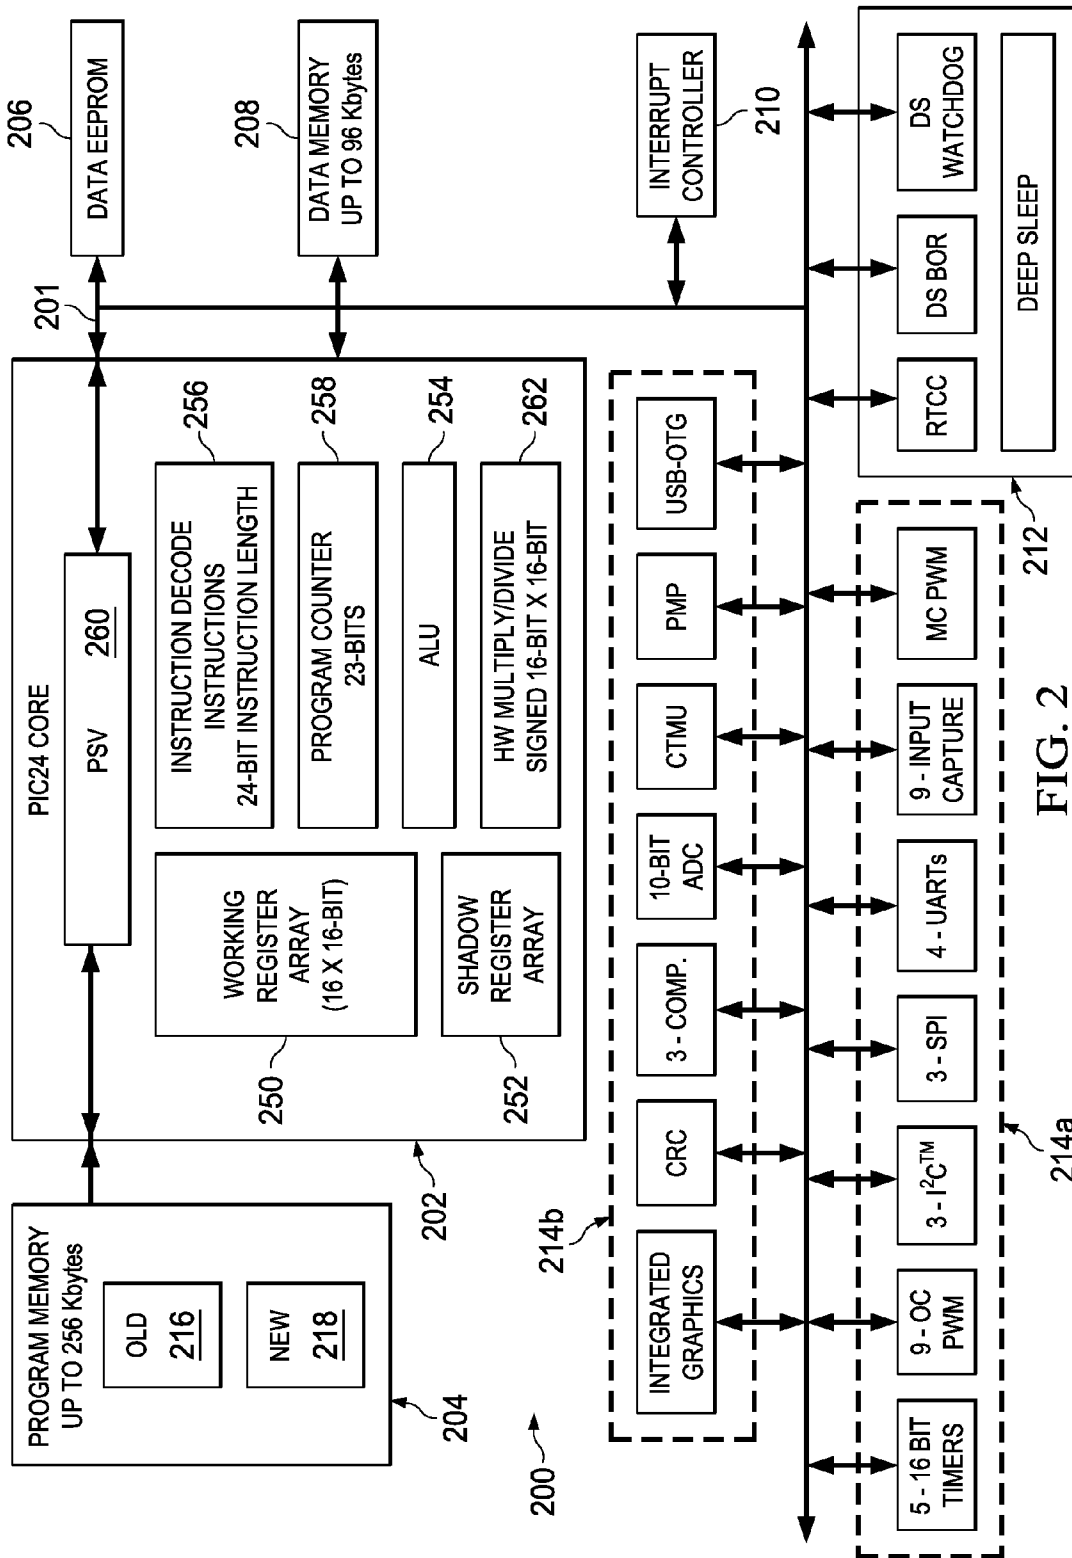 PROGRAM MEMORY
UP TO 256 Kbytes
OLD
216
NEW
218
204
PIC24 CORE
PSV 260
WORKING
REGISTER
ARRAY
(16 X 16-BIT)
250
SHADOW
REGISTER
ARRAY
252
202
INSTRUCTION DECODE
INSTRUCTIONS
24-BIT INSTRUCTION LENGTH
256
PROGRAM COUNTER
23-BITS
258
ALU
254
HW MULTIPLY/DIVIDE
SIGNED 16-BIT X 16-BIT
262
201
DATA EEPROM
206
DATA MEMORY
UP TO 96 Kbytes
208
INTERRUPT
CONTROLLER
210
200
214b
INTEGRATED
GRAPHICS
CRC
3 - COMP.
10-BIT
ADC
CTMU
PMP
USB-OTG
5 - 16 BIT
TIMERS
9 - OC
PWM
3 - I²C™
3 - SPI
4 - UARTs
9 - INPUT
CAPTURE
MC PWM
214a
RTCC
DS BOR
DS
WATCHDOG
DEEP SLEEP
212
FIG. 2